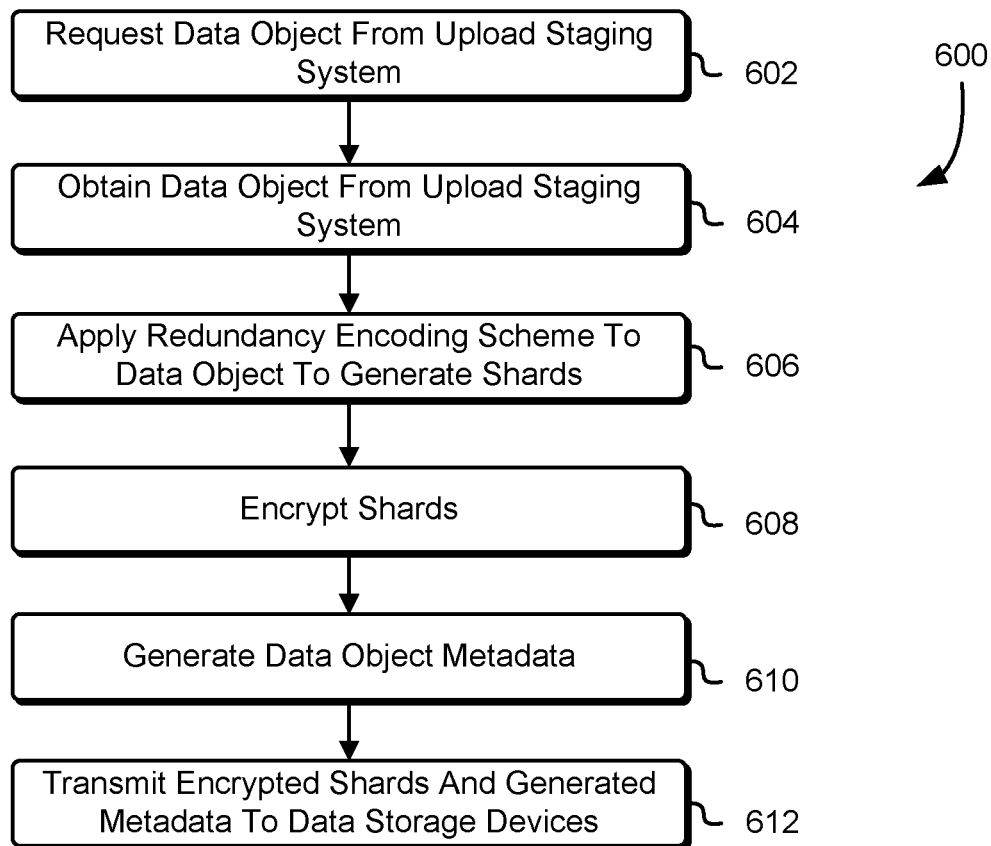 Request Data Object From Upload Staging
System
602
600
Obtain Data Object From Upload Staging
System
604
Apply Redundancy Encoding Scheme To
Data Object To Generate Shards
606
Encrypt Shards
608
Generate Data Object Metadata
610
Transmit Encrypted Shards And Generated
Metadata To Data Storage Devices
612